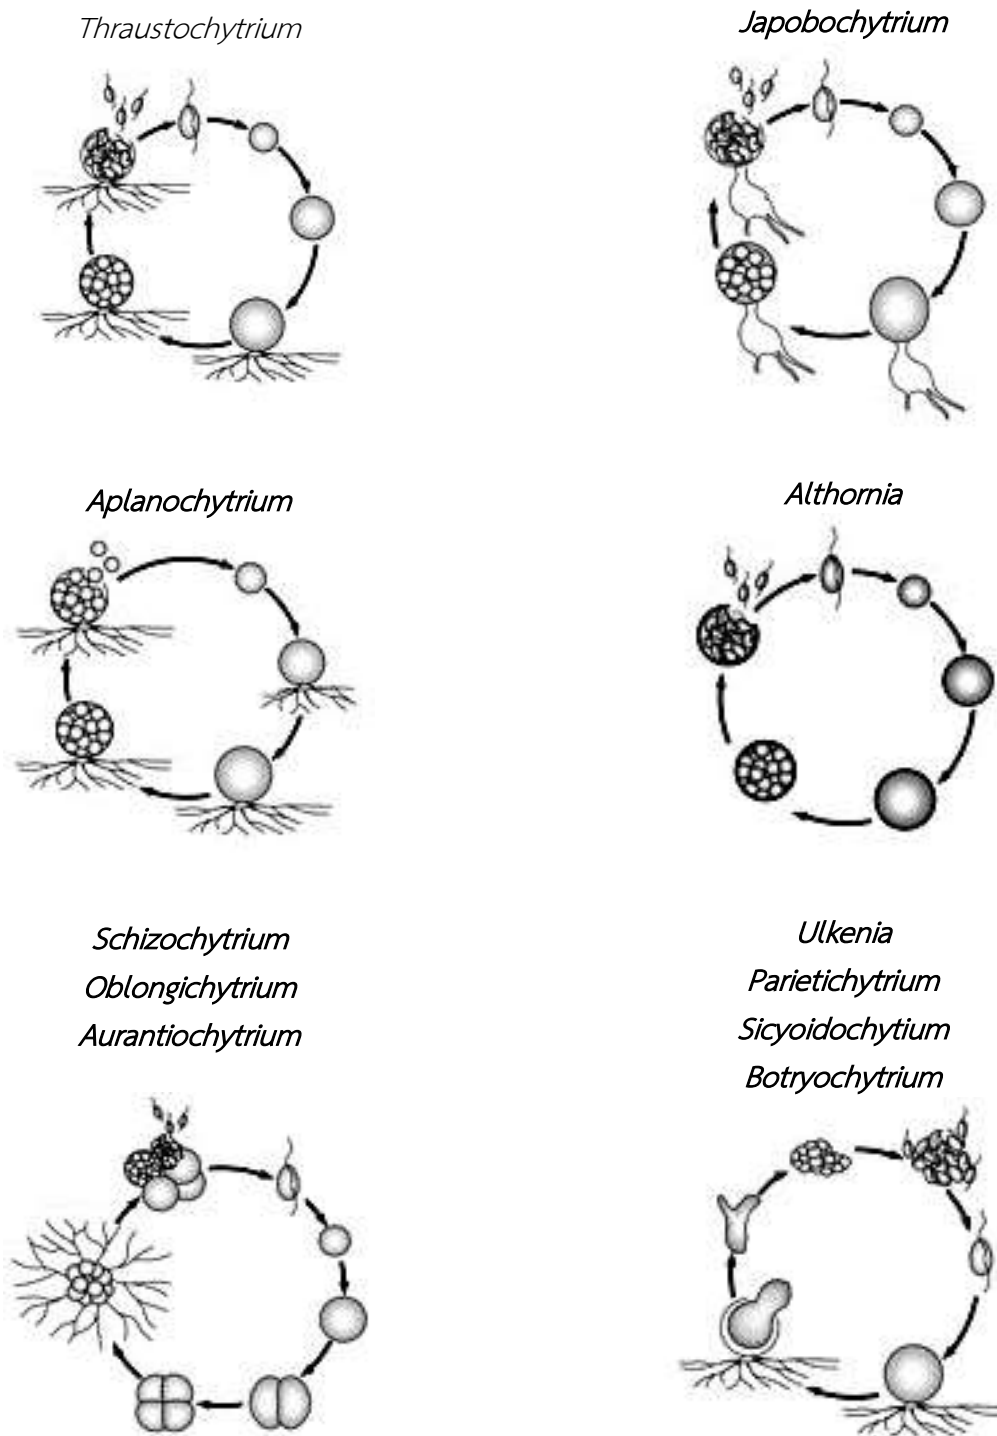 Thraustochytrium
Japobochytrium
Aplanochytrium
Althornia
Schizochytrium
Oblongichytrium
Aurantiochytrium
Ulkenia
Parietichytrium
Sicyoidochytium
Botryochytrium